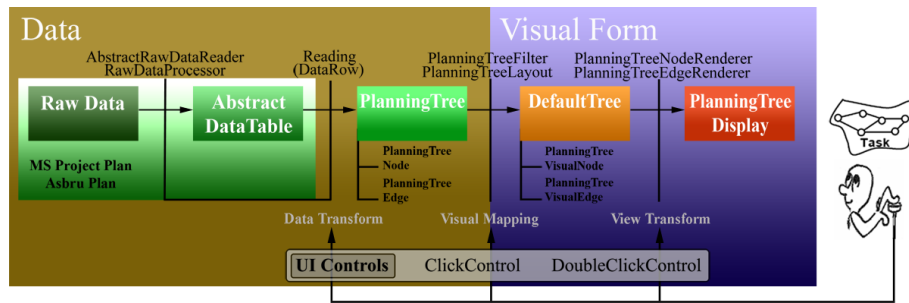 Data
Visual Form
AbstractRawDataReader
RawDataProcessor
Reading
(DataRow)
PlanningTreeFilter
PlanningTreeLayout
PlanningTreeNodeRenderer
PlanningTreeEdgeRenderer
Raw Data
Abstract
DataTable
PlanningTree
DefaultTree
PlanningTree
Display
Task
MS Project Plan
Asbru Plan
PlanningTree
Node
PlanningTree
Edge
PlanningTree
VisualNode
PlanningTree
VisualEdge
Data Transform
Visual Mapping
View Transform
UI Controls
ClickControl
DoubleClickControl